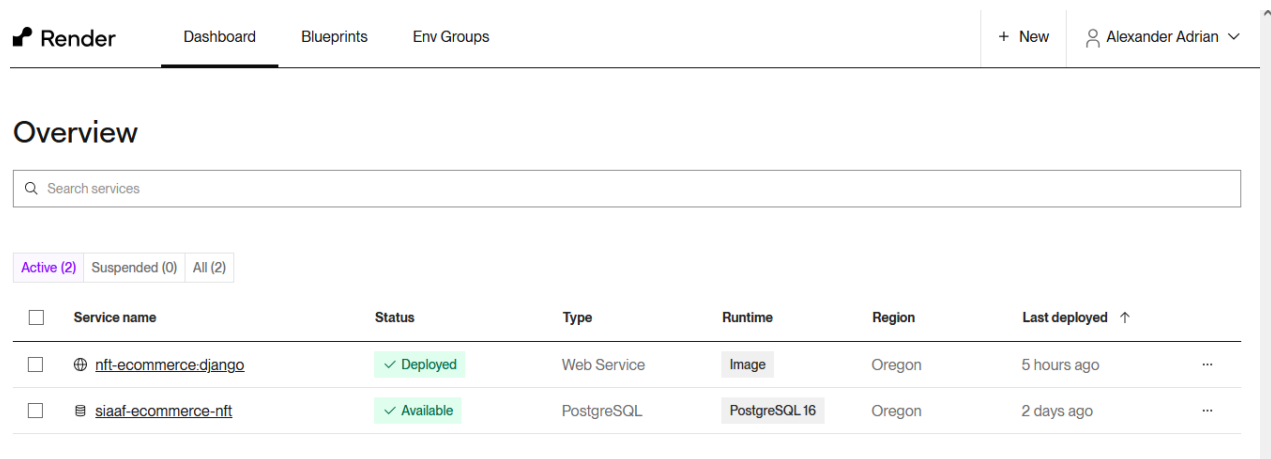 Render Dashboard Blueprints Env Groups + New Alexander Adrian
Overview
Search services
Active (2) Suspended (0) All (2)
Service name Status Type Runtime Region Last deployed ↑
nft-ecommerce:django ✓ Deployed Web Service Image Oregon 5 hours ago ...
siaaf-ecommerce-nft ✓ Available PostgreSQL PostgreSQL 16 Oregon 2 days ago ...